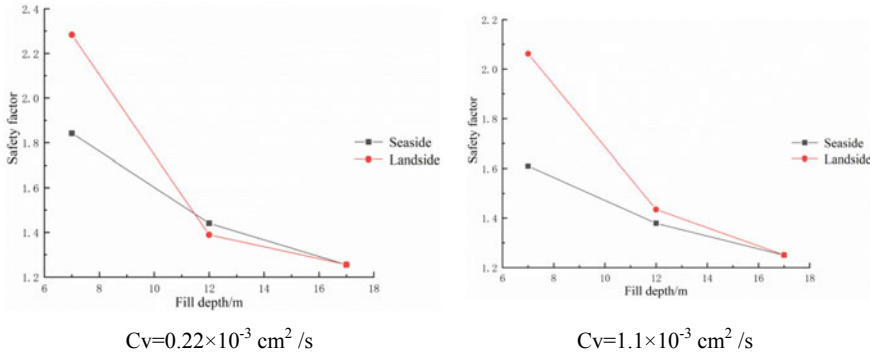 2.4
2.2
2.0
1.8
1.6
1.4
1.2
Safety factor
6 8 10 12 14 16 18
Fill depth/m
Seaside
Landside
Cv=0.22×10⁻³ cm² /s
2.2
2.0
1.8
1.6
1.4
1.2
Safety factor
6 8 10 12 14 16 18
Fill depth/m
Seaside
Landside
Cv=1.1×10⁻³ cm² /s